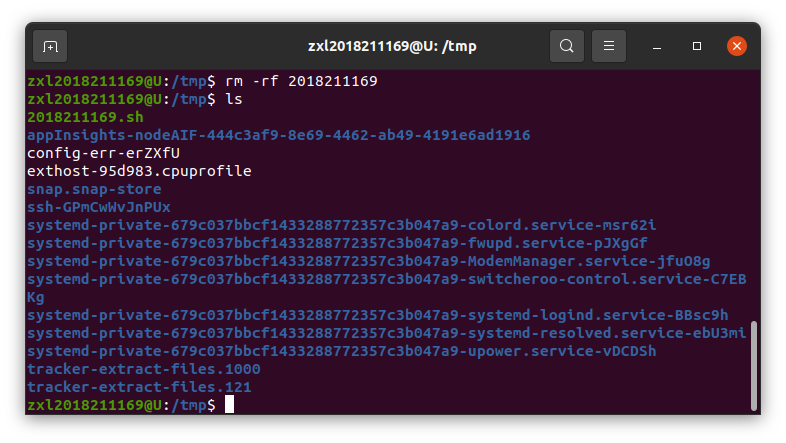 zxl2018211169@U: /tmp
zxl2018211169@U:/tmp$ rm -rf 2018211169
zxl2018211169@U:/tmp$ ls
2018211169.sh
appInsights-nodeAIF-444c3af9-8e69-4462-ab49-4191e6ad1916
config-err-erZXfU
exthost-95d983.cpuprofile
snap.snap-store
ssh-GPmCwWvJnPUx
systemd-private-679c037bbcf1433288772357c3b047a9-colord.service-msr62i
systemd-private-679c037bbcf1433288772357c3b047a9-fwupd.service-pJXgGf
systemd-private-679c037bbcf1433288772357c3b047a9-ModemManager.service-jfuO8g
systemd-private-679c037bbcf1433288772357c3b047a9-switcheroo-control.service-C7EB
Kg
systemd-private-679c037bbcf1433288772357c3b047a9-systemd-logind.service-BBsc9h
systemd-private-679c037bbcf1433288772357c3b047a9-systemd-resolved.service-ebU3mi
systemd-private-679c037bbcf1433288772357c3b047a9-upower.service-vDCDSh
tracker-extract-files.1000
tracker-extract-files.121
zxl2018211169@U:/tmp$